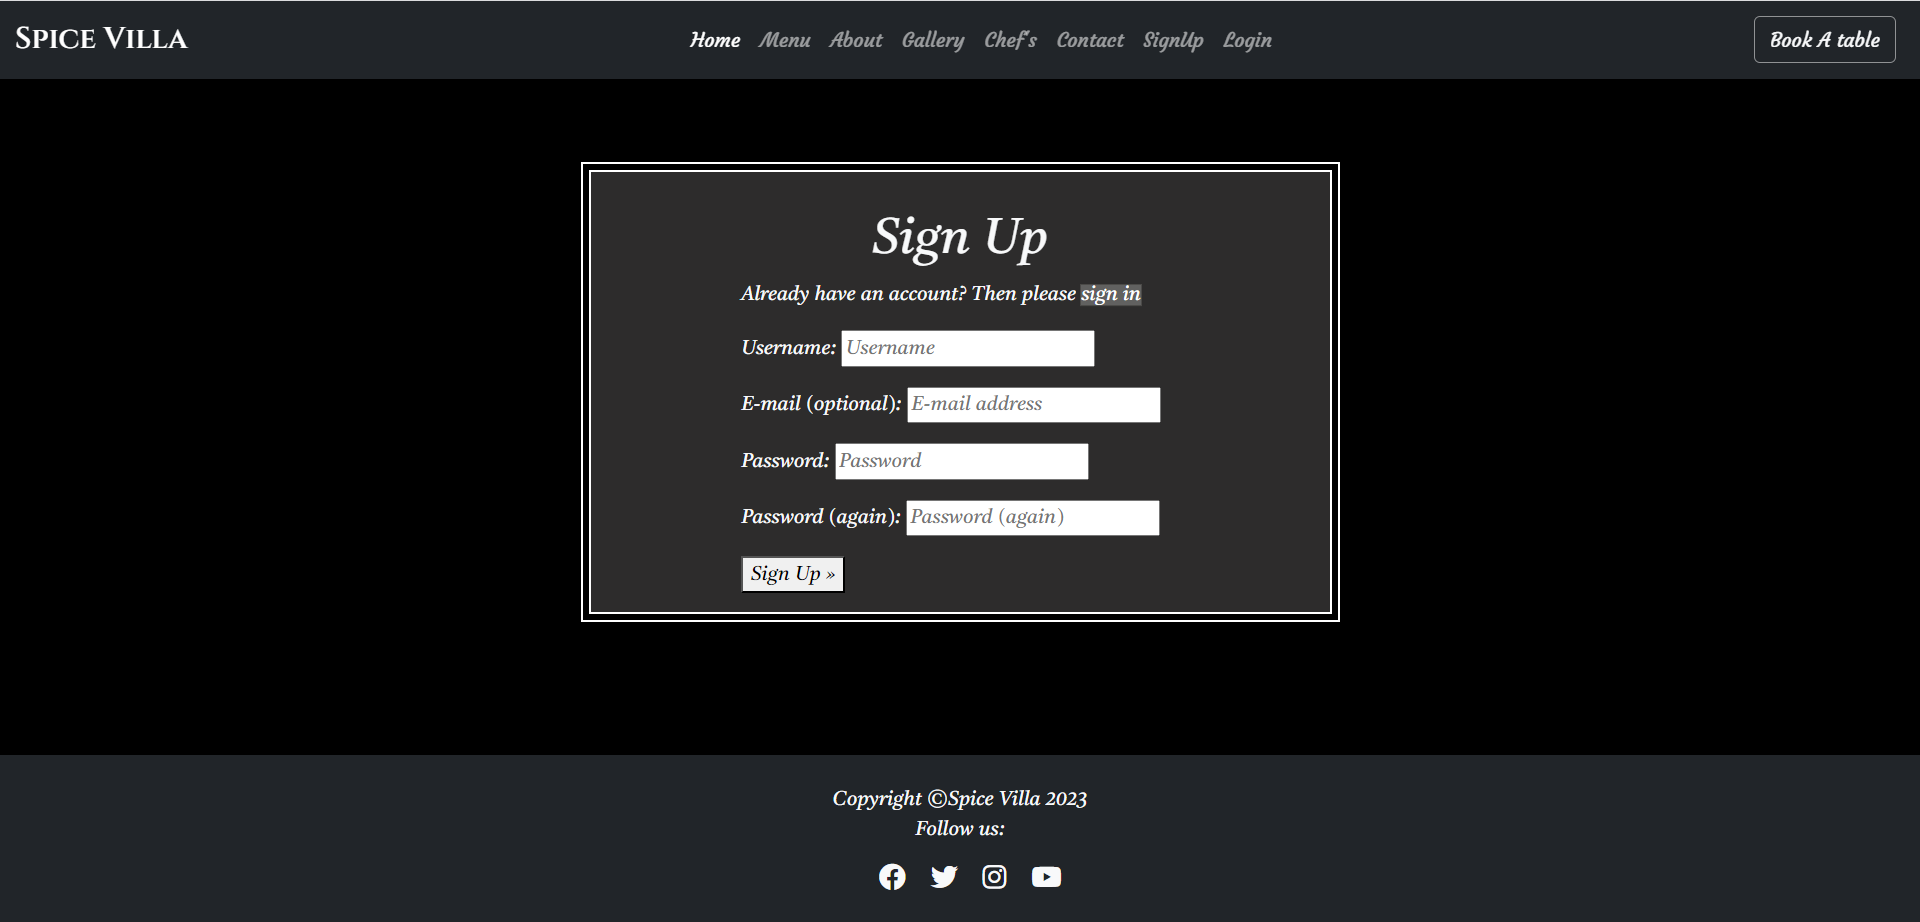 Spice Villa
Home Menu About Gallery Chef's Contact SignUp Login
Book A table
Sign Up
Already have an account? Then please sign in
Username: Username
E-mail (optional): E-mail address
Password: Password
Password (again): Password (again)
Sign Up »
Copyright ©Spice Villa 2023
Follow us: